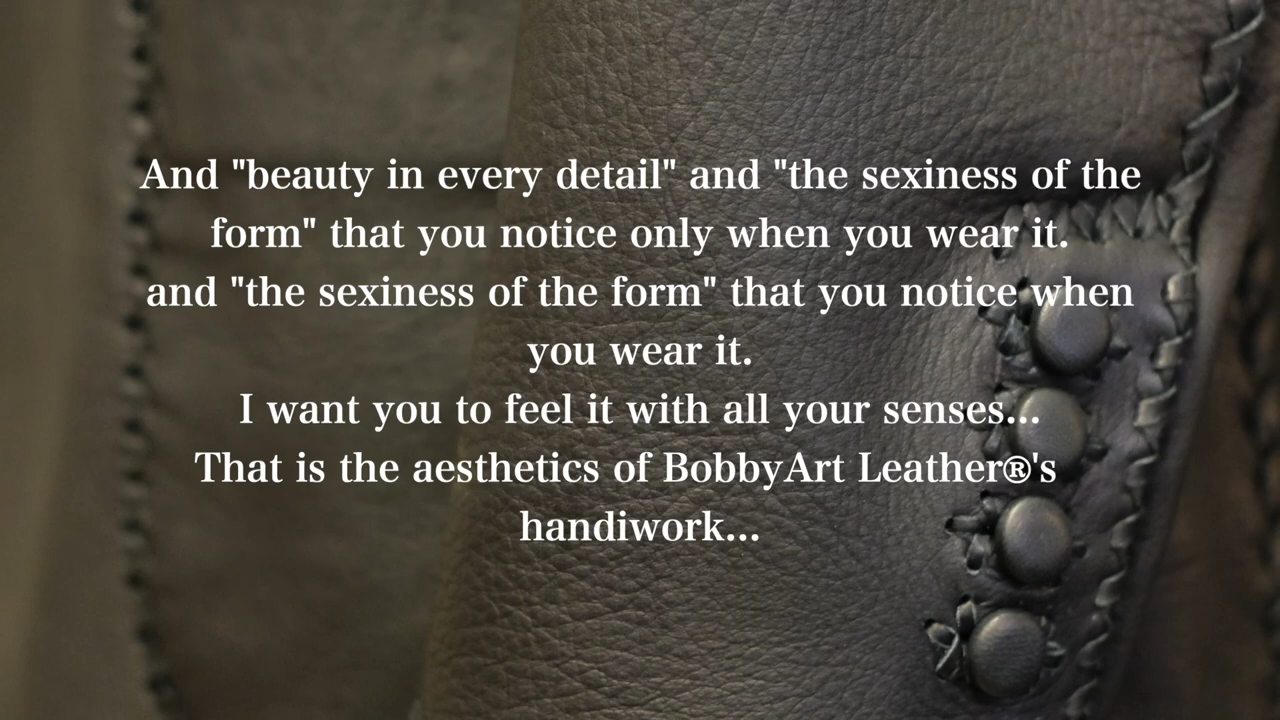 And "beauty in every detail" and "the sexiness of the
form" that you notice only when you wear it.
and "the sexiness of the form" that you notice when
you wear it.
I want you to feel it with all your senses...
That is the aesthetics of BobbyArt Leather®'s
handiwork...